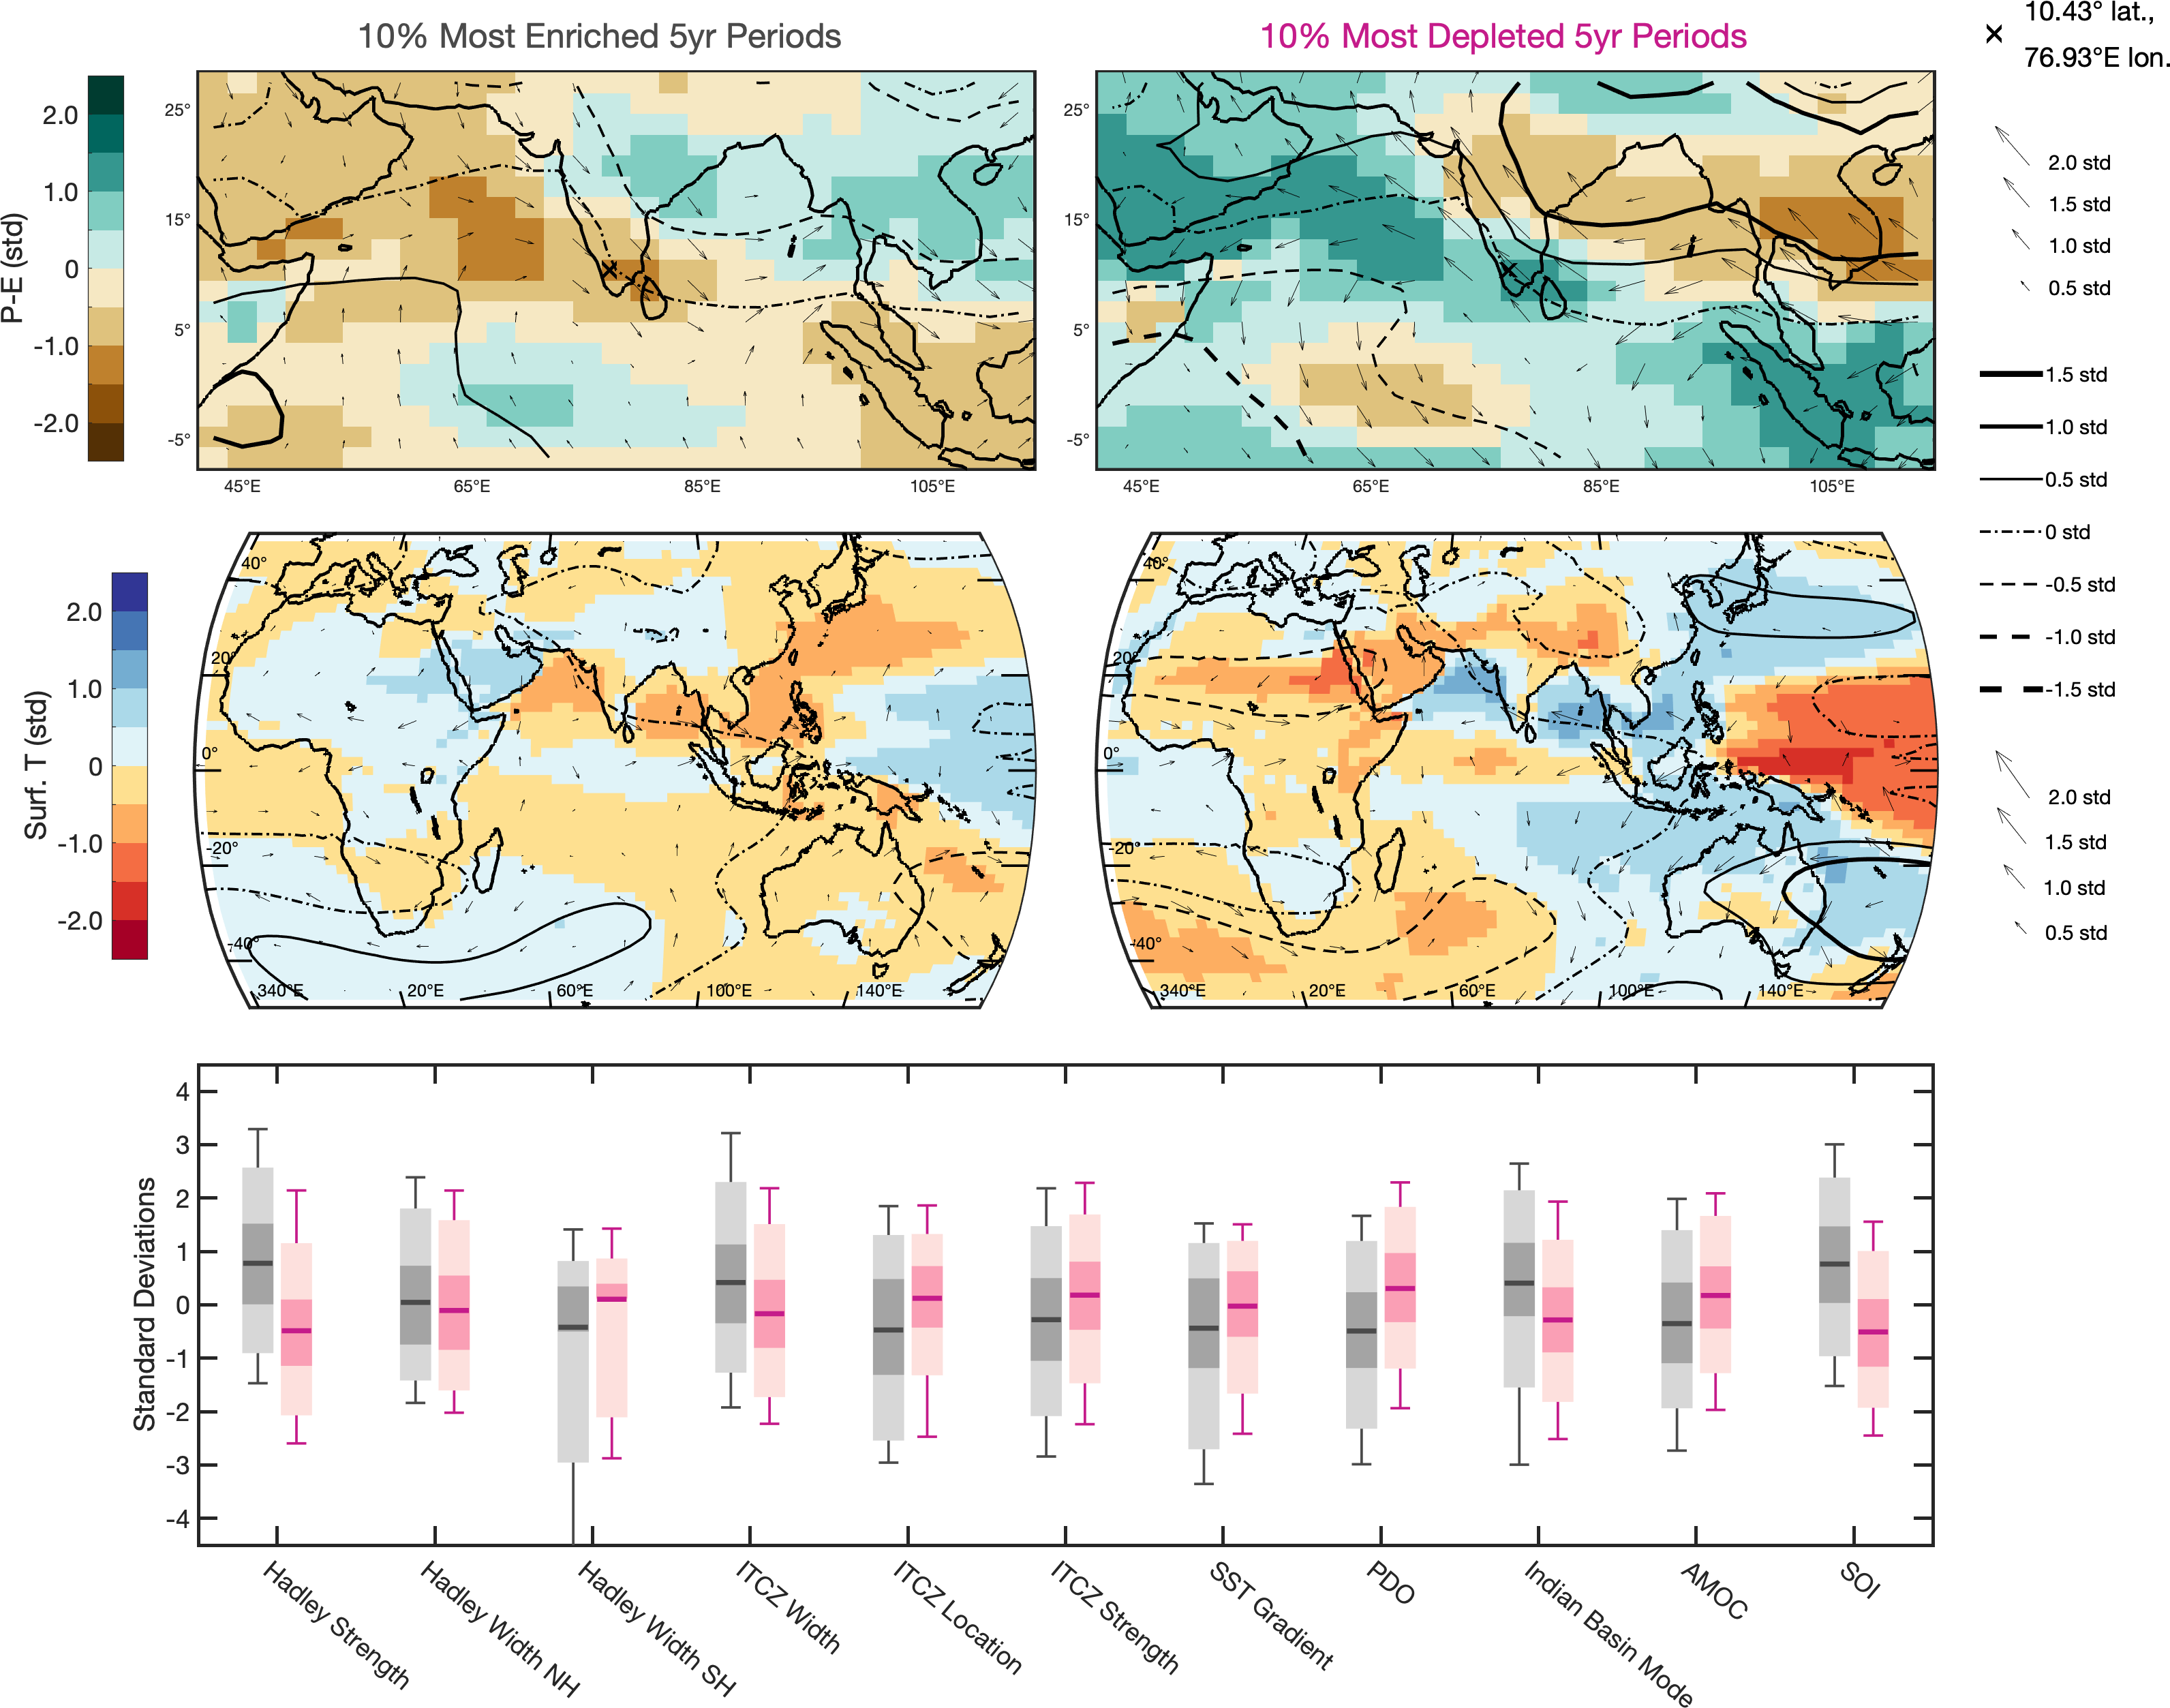 10% Most Enriched 5yr Periods
10% Most Depleted 5yr Periods
10.43° lat.,
76.93°E lon.
P-E (std)
2.0
1.0
0
-1.0
-2.0
25°
15°
5°
-5°
45°E
65°E
85°E
105°E
25°
15°
5°
-5°
45°E
65°E
85°E
105°E
2.0 std
1.5 std
1.0 std
0.5 std
1.5 std
1.0 std
0.5 std
0 std
-0.5 std
-1.0 std
-1.5 std
2.0 std
1.5 std
1.0 std
0.5 std
Surf. T (std)
2.0
1.0
0
-1.0
-2.0
40°
20°
0°
-20°
-40°
340°E
20°E
60°E
100°E
140°E
40°
20°
0°
-20°
-40°
340°E
20°E
60°E
100°E
140°E
Standard Deviations
4
3
2
1
0
-1
-2
-3
-4
Hadley Strength
Hadley Width NH
Hadley Width SH
ITCZ Width
ITCZ Location
ITCZ Strength
SST Gradient
PDO
Indian Basin Mode
AMOC
SOI